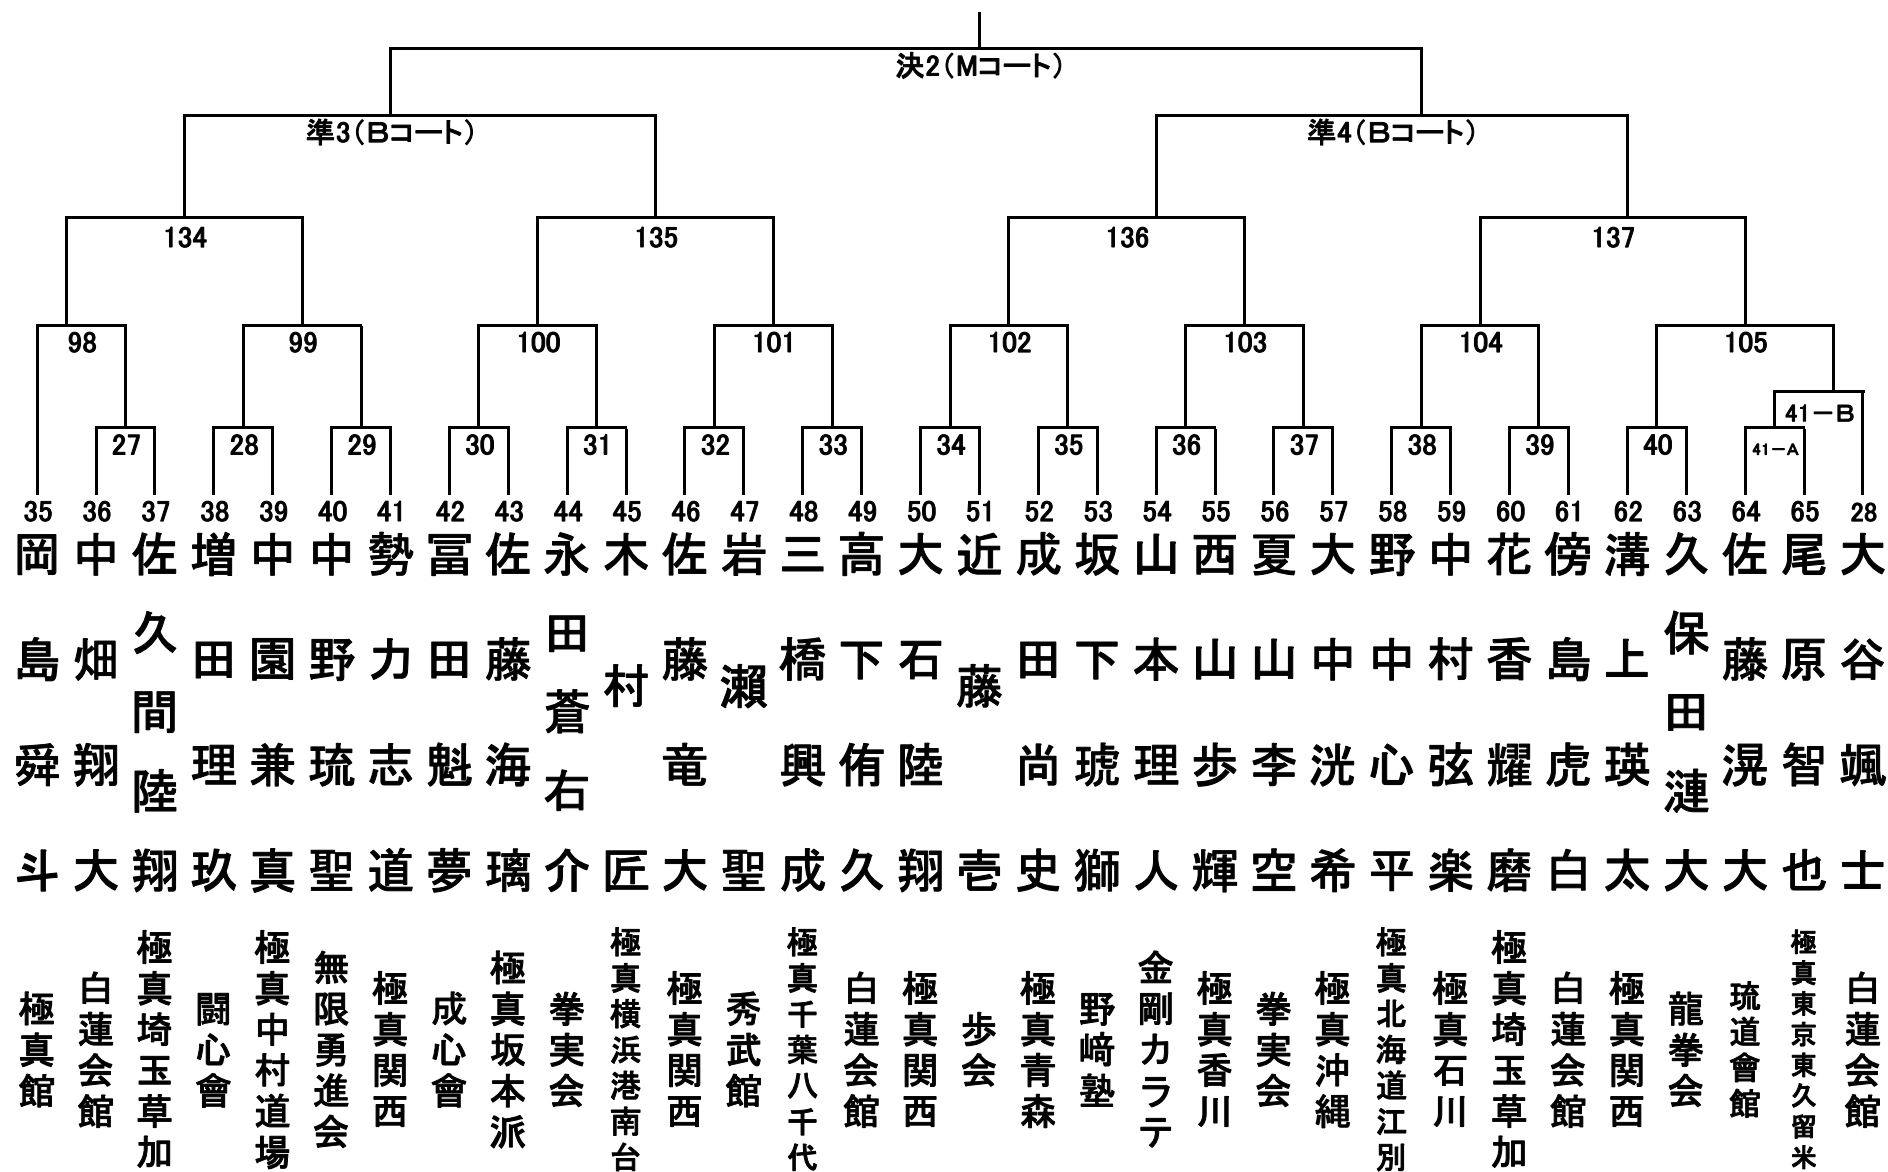 決2(Mコート)
準3(Bコート)
準4(Bコート)
134
135
136
137
98
99
100
101
102
103
104
105
41-B
27
28
29
30
31
32
33
34
35
36
37
38
39
40
41-A
35 岡島舜斗 極真館
36 中畑翔大 白蓮会館
37 佐久間陸翔 極真埼玉草加
38 増田理玖 闘心會
39 中園兼真 極真中村道場
40 中野琉聖 無限勇進会
41 勢力志道 極真関西
42 冨田魁夢 成心會
43 佐藤海璃 極真坂本派
44 永田蒼右介 拳実会
45 木村匠 極真横浜港南台
46 佐藤竜大 極真関西
47 岩瀬聖 秀武館
48 三橋興成 極真千葉八千代
49 高下侑久 白蓮会館
50 大石陸翔 極真関西
51 近藤壱 歩会
52 成田尚史 極真青森
53 坂下琥獅 野﨑塾
54 山本理人 金剛カラテ
55 西山歩輝 極真香川
56 夏山李空 拳実会
57 大中洸希 極真沖縄
58 野中心平 極真北海道江別
59 中村弦楽 極真石川
60 花香耀磨 極真埼玉草加
61 傍島虎白 白蓮会館
62 溝上瑛太 極真関西
63 久保田漣大 龍拳会
64 佐藤滉大 琉道會館
65 尾原智也 極真東京東久留米
28 大谷颯士 白蓮会館